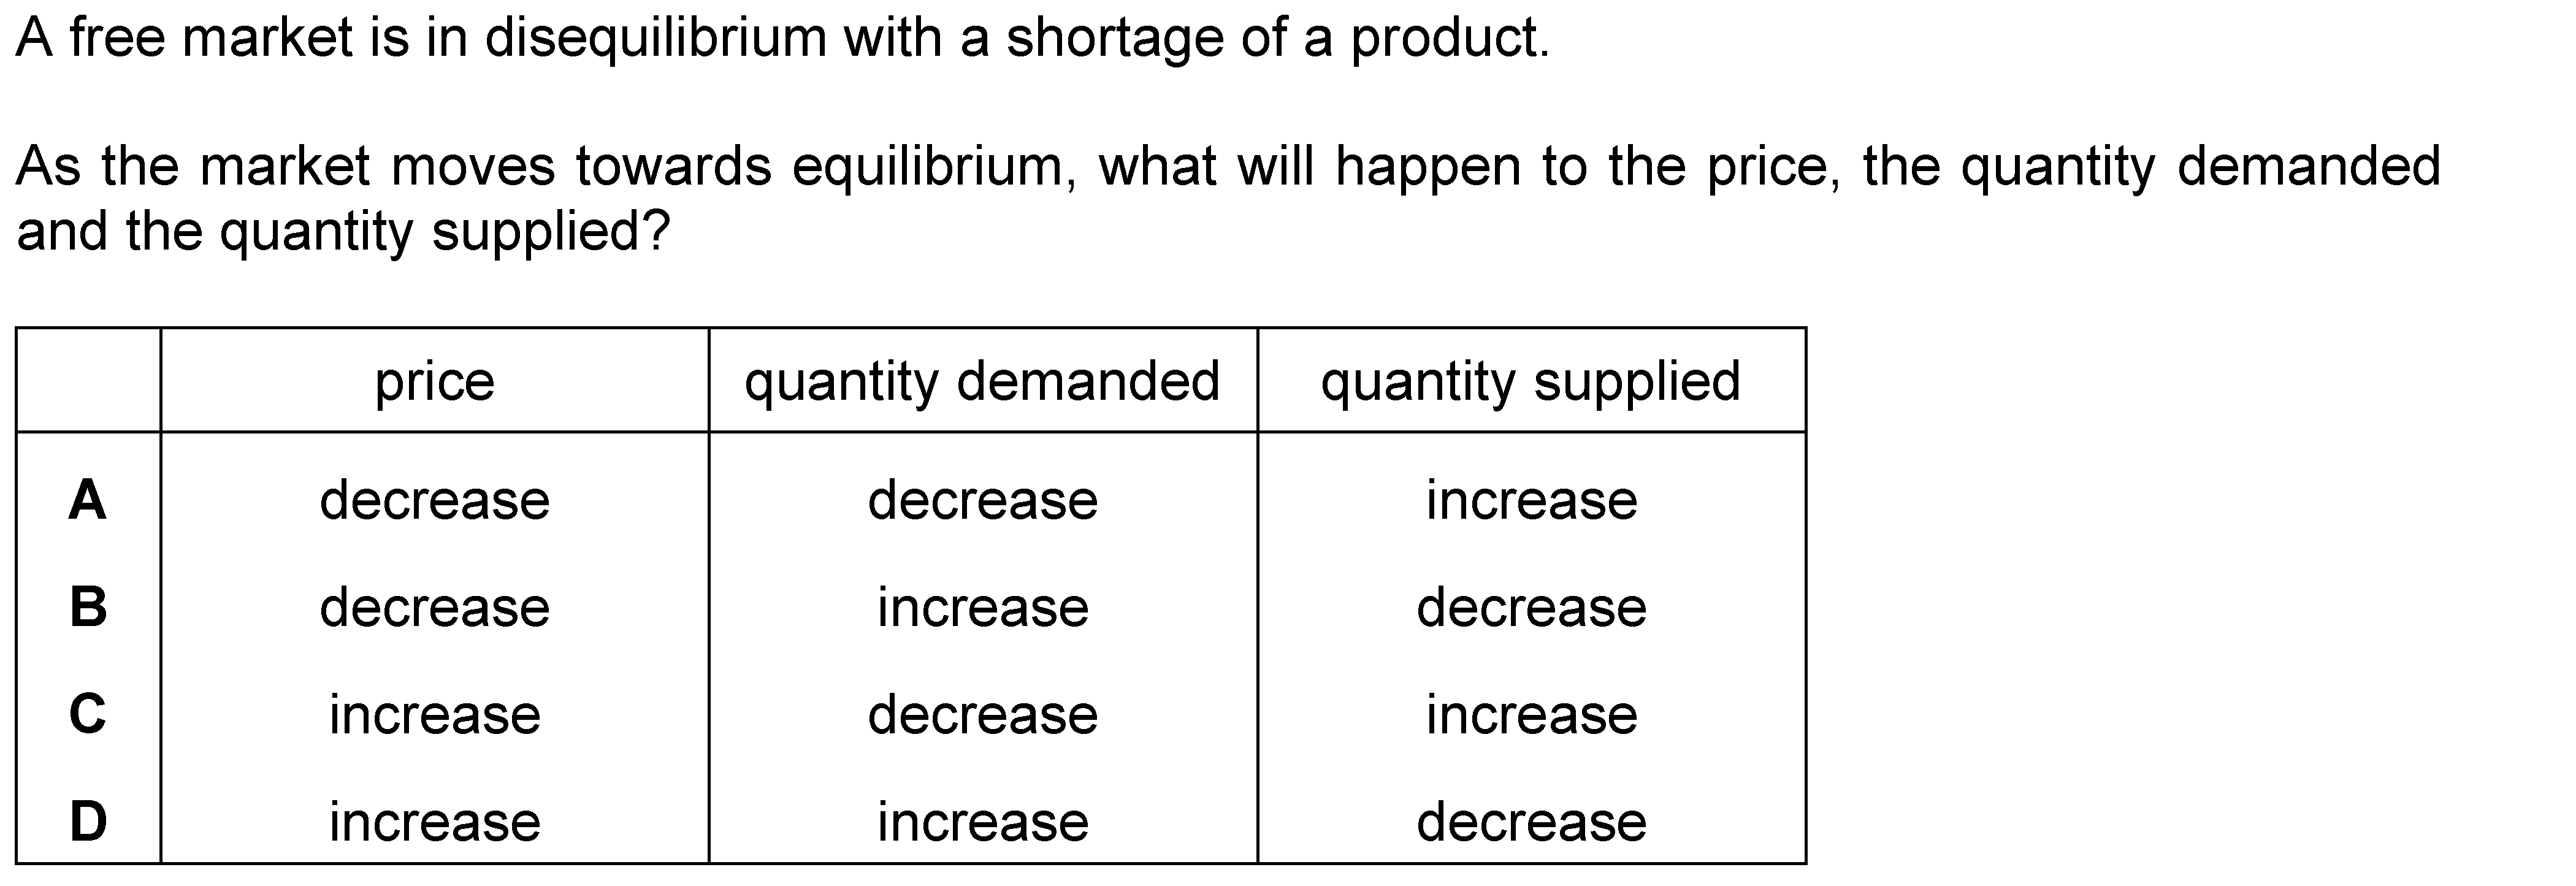 A free market is in disequilibrium with a shortage of a product.
As the market moves towards equilibrium, what will happen to the price, the quantity demanded
and the quantity supplied?
price quantity demanded quantity supplied
A decrease decrease increase
B decrease increase decrease
C increase decrease increase
D increase increase decrease